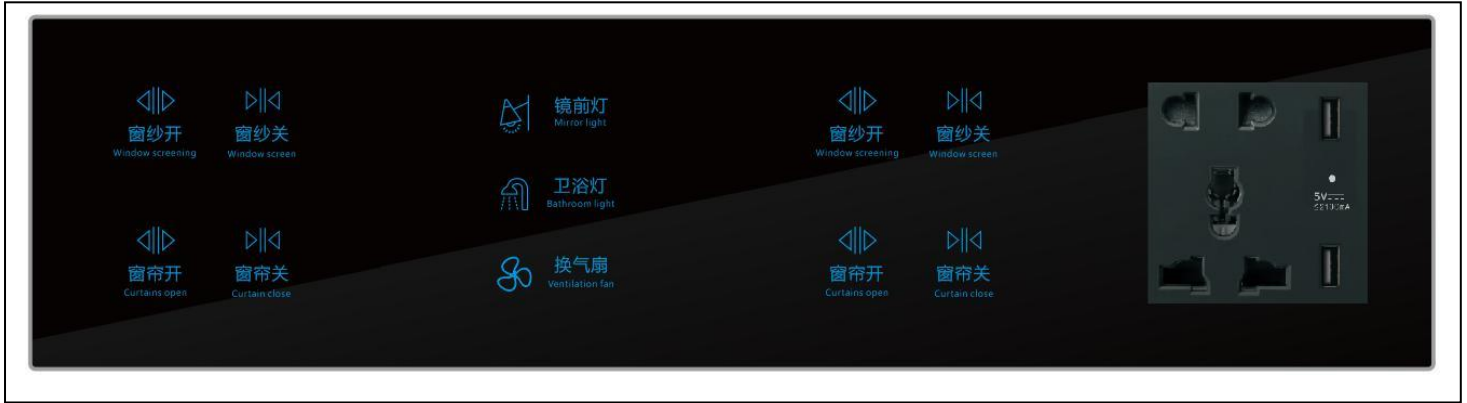 窗纱开
Window screening
窗纱关
Window screen
窗帘开
Curtains open
窗帘关
Curtain close
镜前灯
Mirror light
卫浴灯
Bathroom light
换气扇
Ventilation fan
窗纱开
Window screening
窗纱关
Window screen
窗帘开
Curtains open
窗帘关
Curtain close
5V
≤2100mA